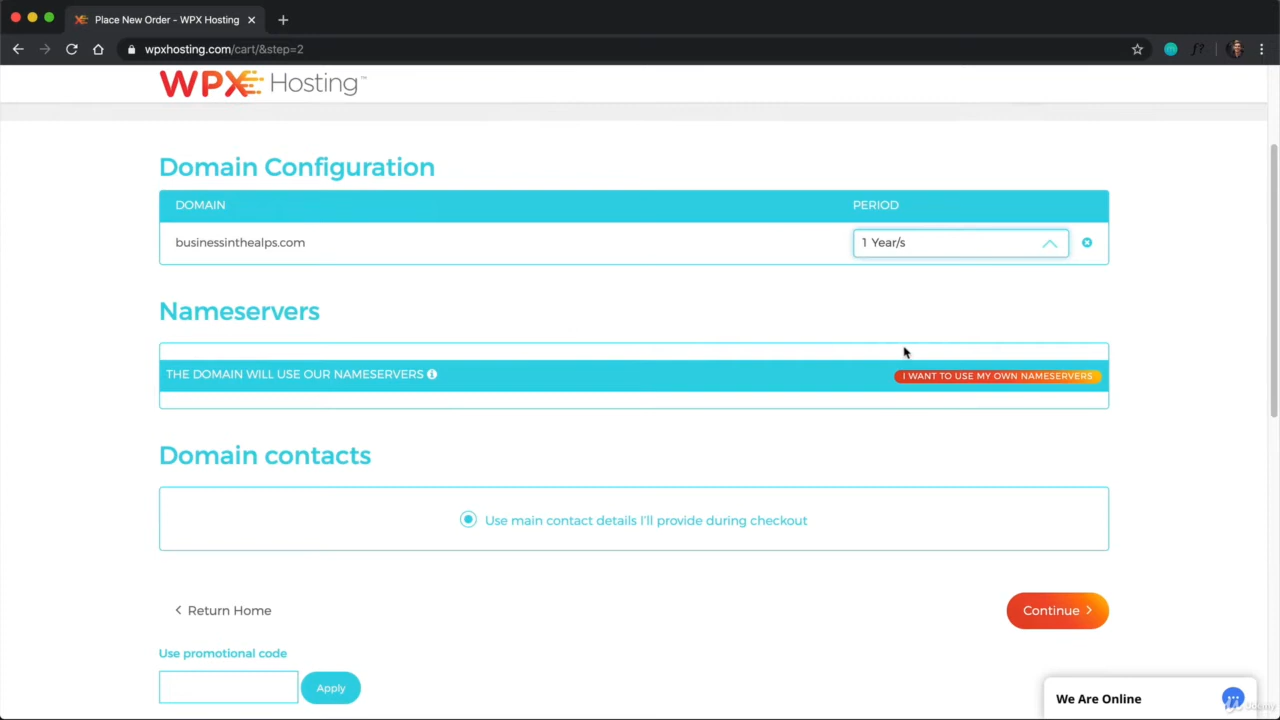 Place New Order - WPX Hosting
wpxhosting.com/cart/&step=2
f?
WPX Hosting™
Domain Configuration
DOMAIN PERIOD
businessinthealps.com 1 Year/s
Nameservers
THE DOMAIN WILL USE OUR NAMESERVERS I WANT TO USE MY OWN NAMESERVERS
Domain contacts
Use main contact details I'll provide during checkout
Return Home Continue
Use promotional code
Apply
We Are Online
Udemy